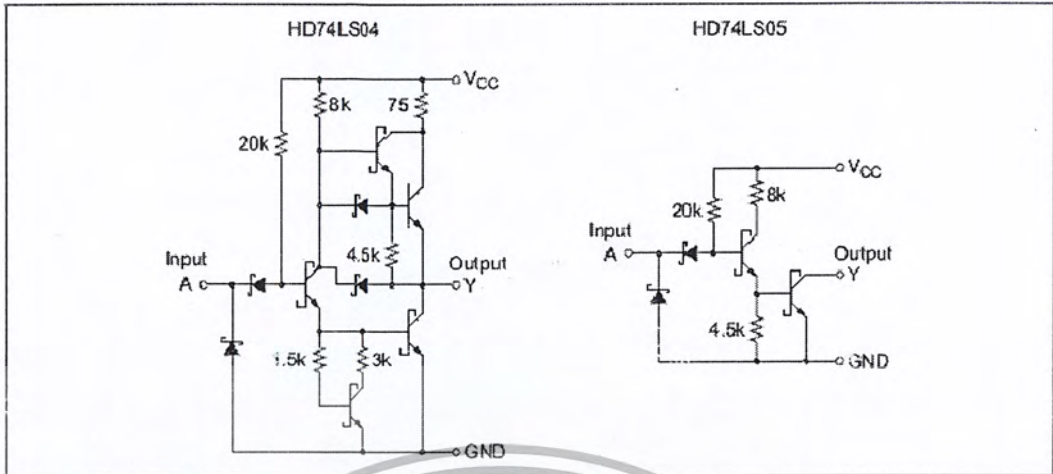 HD74LS04
HD74LS05
VCC
8k
75
20k
4.5k
Input
A
Output
Y
1.5k
3k
GND
VCC
8k
20k
Input
A
Output
Y
4.5k
GND